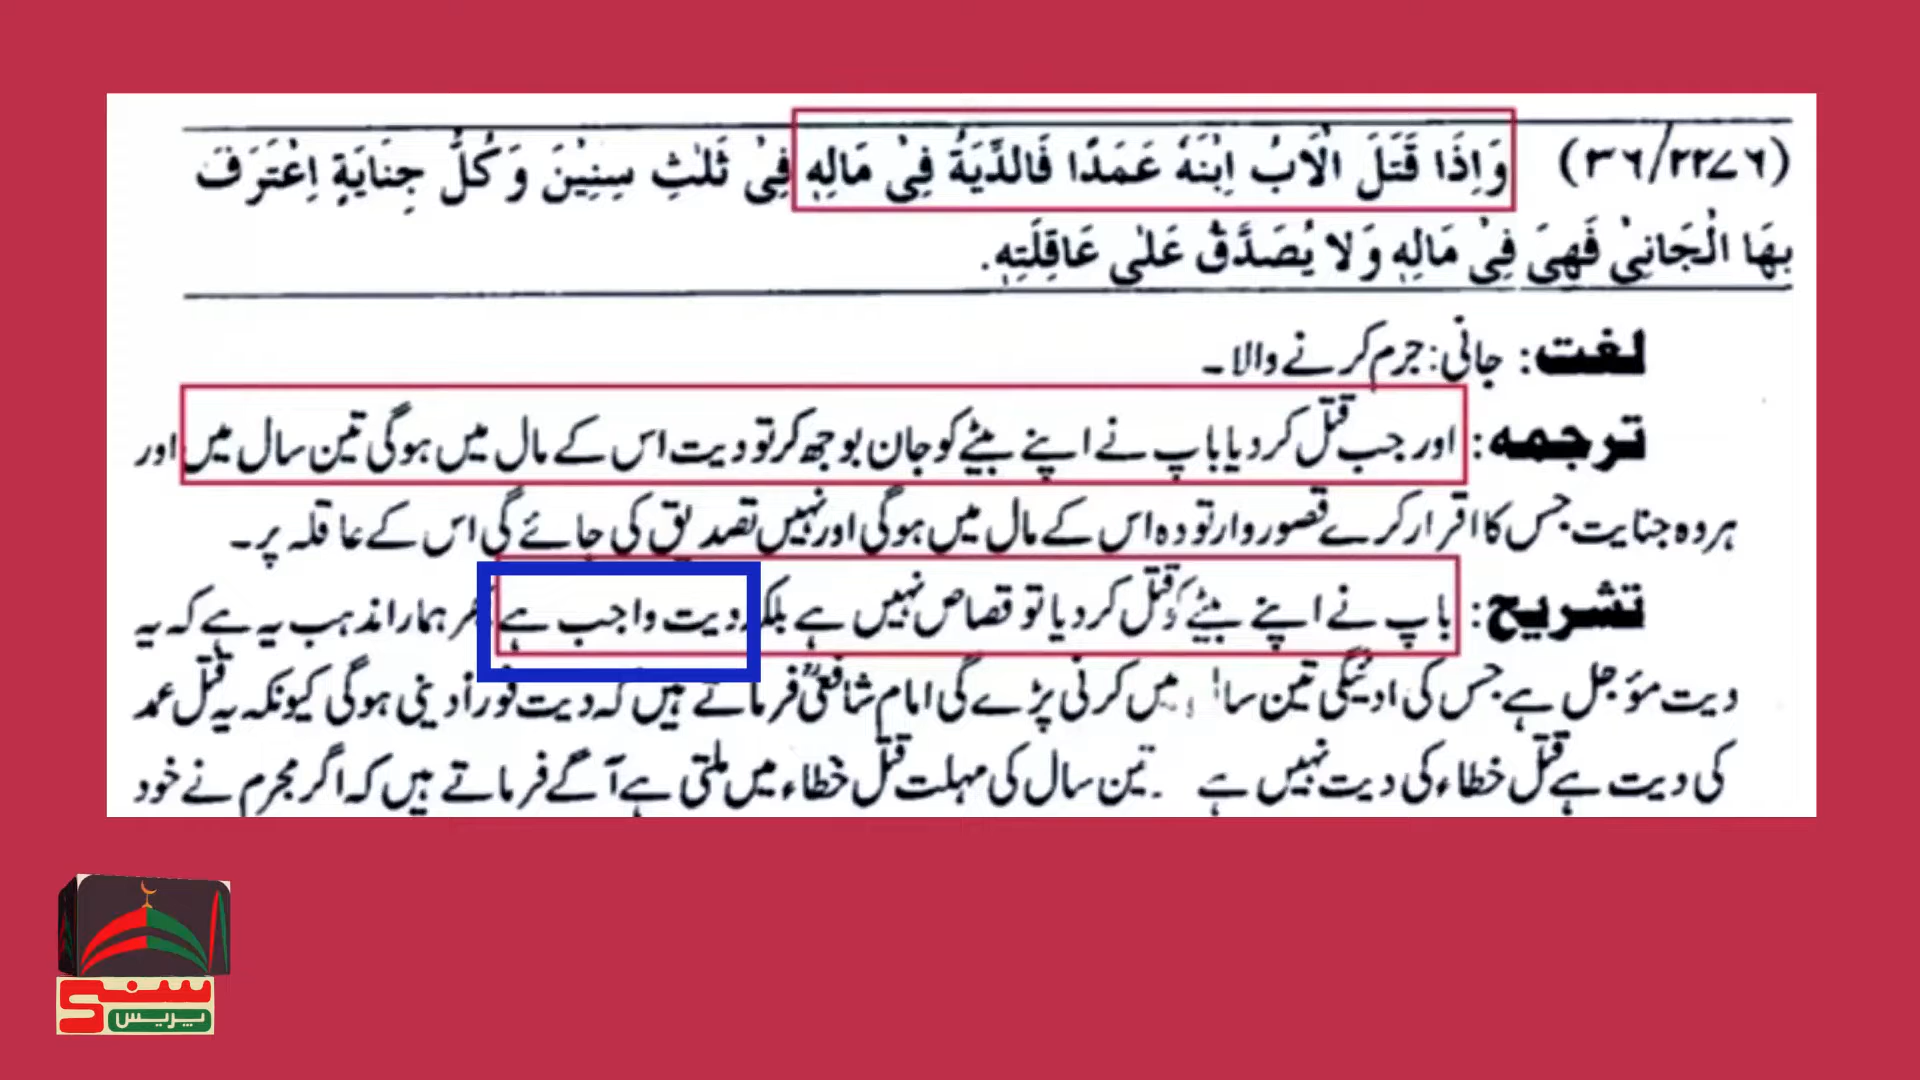 (۳۶/۲۲۷۶) وَاِذَا قَتَلَ الْاَبُ اِبْنَهٗ عَمَدًا فَالدِّيَةُ فِىْ مَالِهٖ فِىْ ثَلٰثِ سِنِيْنَ وَكُلُّ جِنَايَةٍ اِعْتَرَفَ
بِهَا الْجَانِىْ فَهِىَ فِىْ مَالِهٖ وَلا يُصَدَّقُ عَلٰى عَاقِلَتِهٖ.
لغت: جانی: جرم کرنے والا۔
ترجمہ: اور جب قتل کر دیا باپ نے اپنے بیٹے کو جان بوجھ کر تو دیت اس کے مال میں ہوگی تین سال میں اور
ہر وہ جنایت جس کا اقرار کرے قصوروار تو وہ اس کے مال میں ہوگی اور نہیں تصدیق کی جائے گی اس کے عاقلہ پر۔
تشریح: باپ نے اپنے بیٹے کو قتل کر دیا تو قصاص نہیں ہے بلکہ دیت واجب ہے ہمارا مذہب یہ ہے کہ یہ
دیت مؤجل ہے جس کی ادائیگی تین میں کرنی پڑے گی امام شافعیؒ فرماتے ہیں کہ دیت فوراً دینی ہوگی کیونکہ یہ قتل عمد
کی دیت ہے قتل خطاء کی دیت نہیں ہے۔ تین سال کی مہلت قتل خطاء میں ملتی ہے آگے فرماتے ہیں کہ اگر مجرم نے خود
سنی
پریس